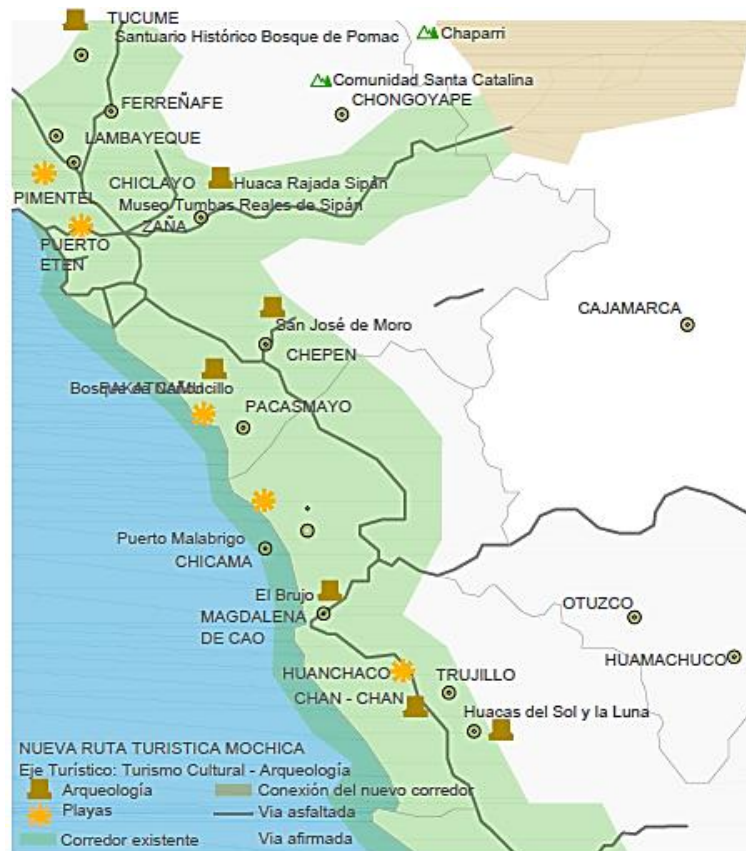 TUCUME
Santuario Histórico Bosque de Pomac
Chaparri
Comunidad Santa Catalina
CHONGOYAPE
FERREÑAFE
LAMBAYEQUE
CHICLAYO
Huaca Rajada Sipán
PIMENTEL
Museo Tumbas Reales de Sipán
ZAÑA
PUERTO
ETEN
CAJAMARCA
San José de Moro
CHEPEN
Bosque de
PACASMAYO
Puerto Malabrigo
CHICAMA
El Brujo
MAGDALENA
DE CAO
OTUZCO
HUAMACHUCO
HUANCHACO
TRUJILLO
CHAN - CHAN
Huacas del Sol y la Luna
NUEVA RUTA TURISTICA MOCHICA
Eje Turístico: Turismo Cultural - Arqueología
Arqueología
Conexión del nuevo corredor
Playas
Via asfaltada
Corredor existente
Via afirmada